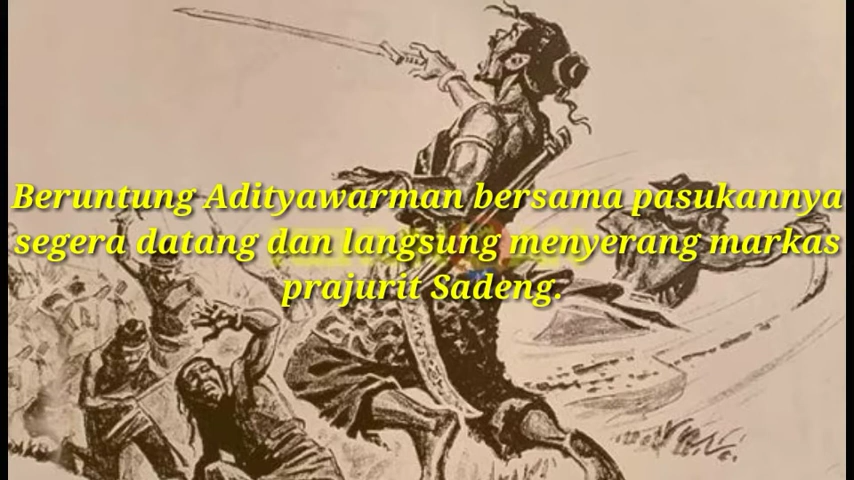 Beruntung Adityawarman bersama pasukannya
segera datang dan langsung menyerang markas
prajurit Sadeng.